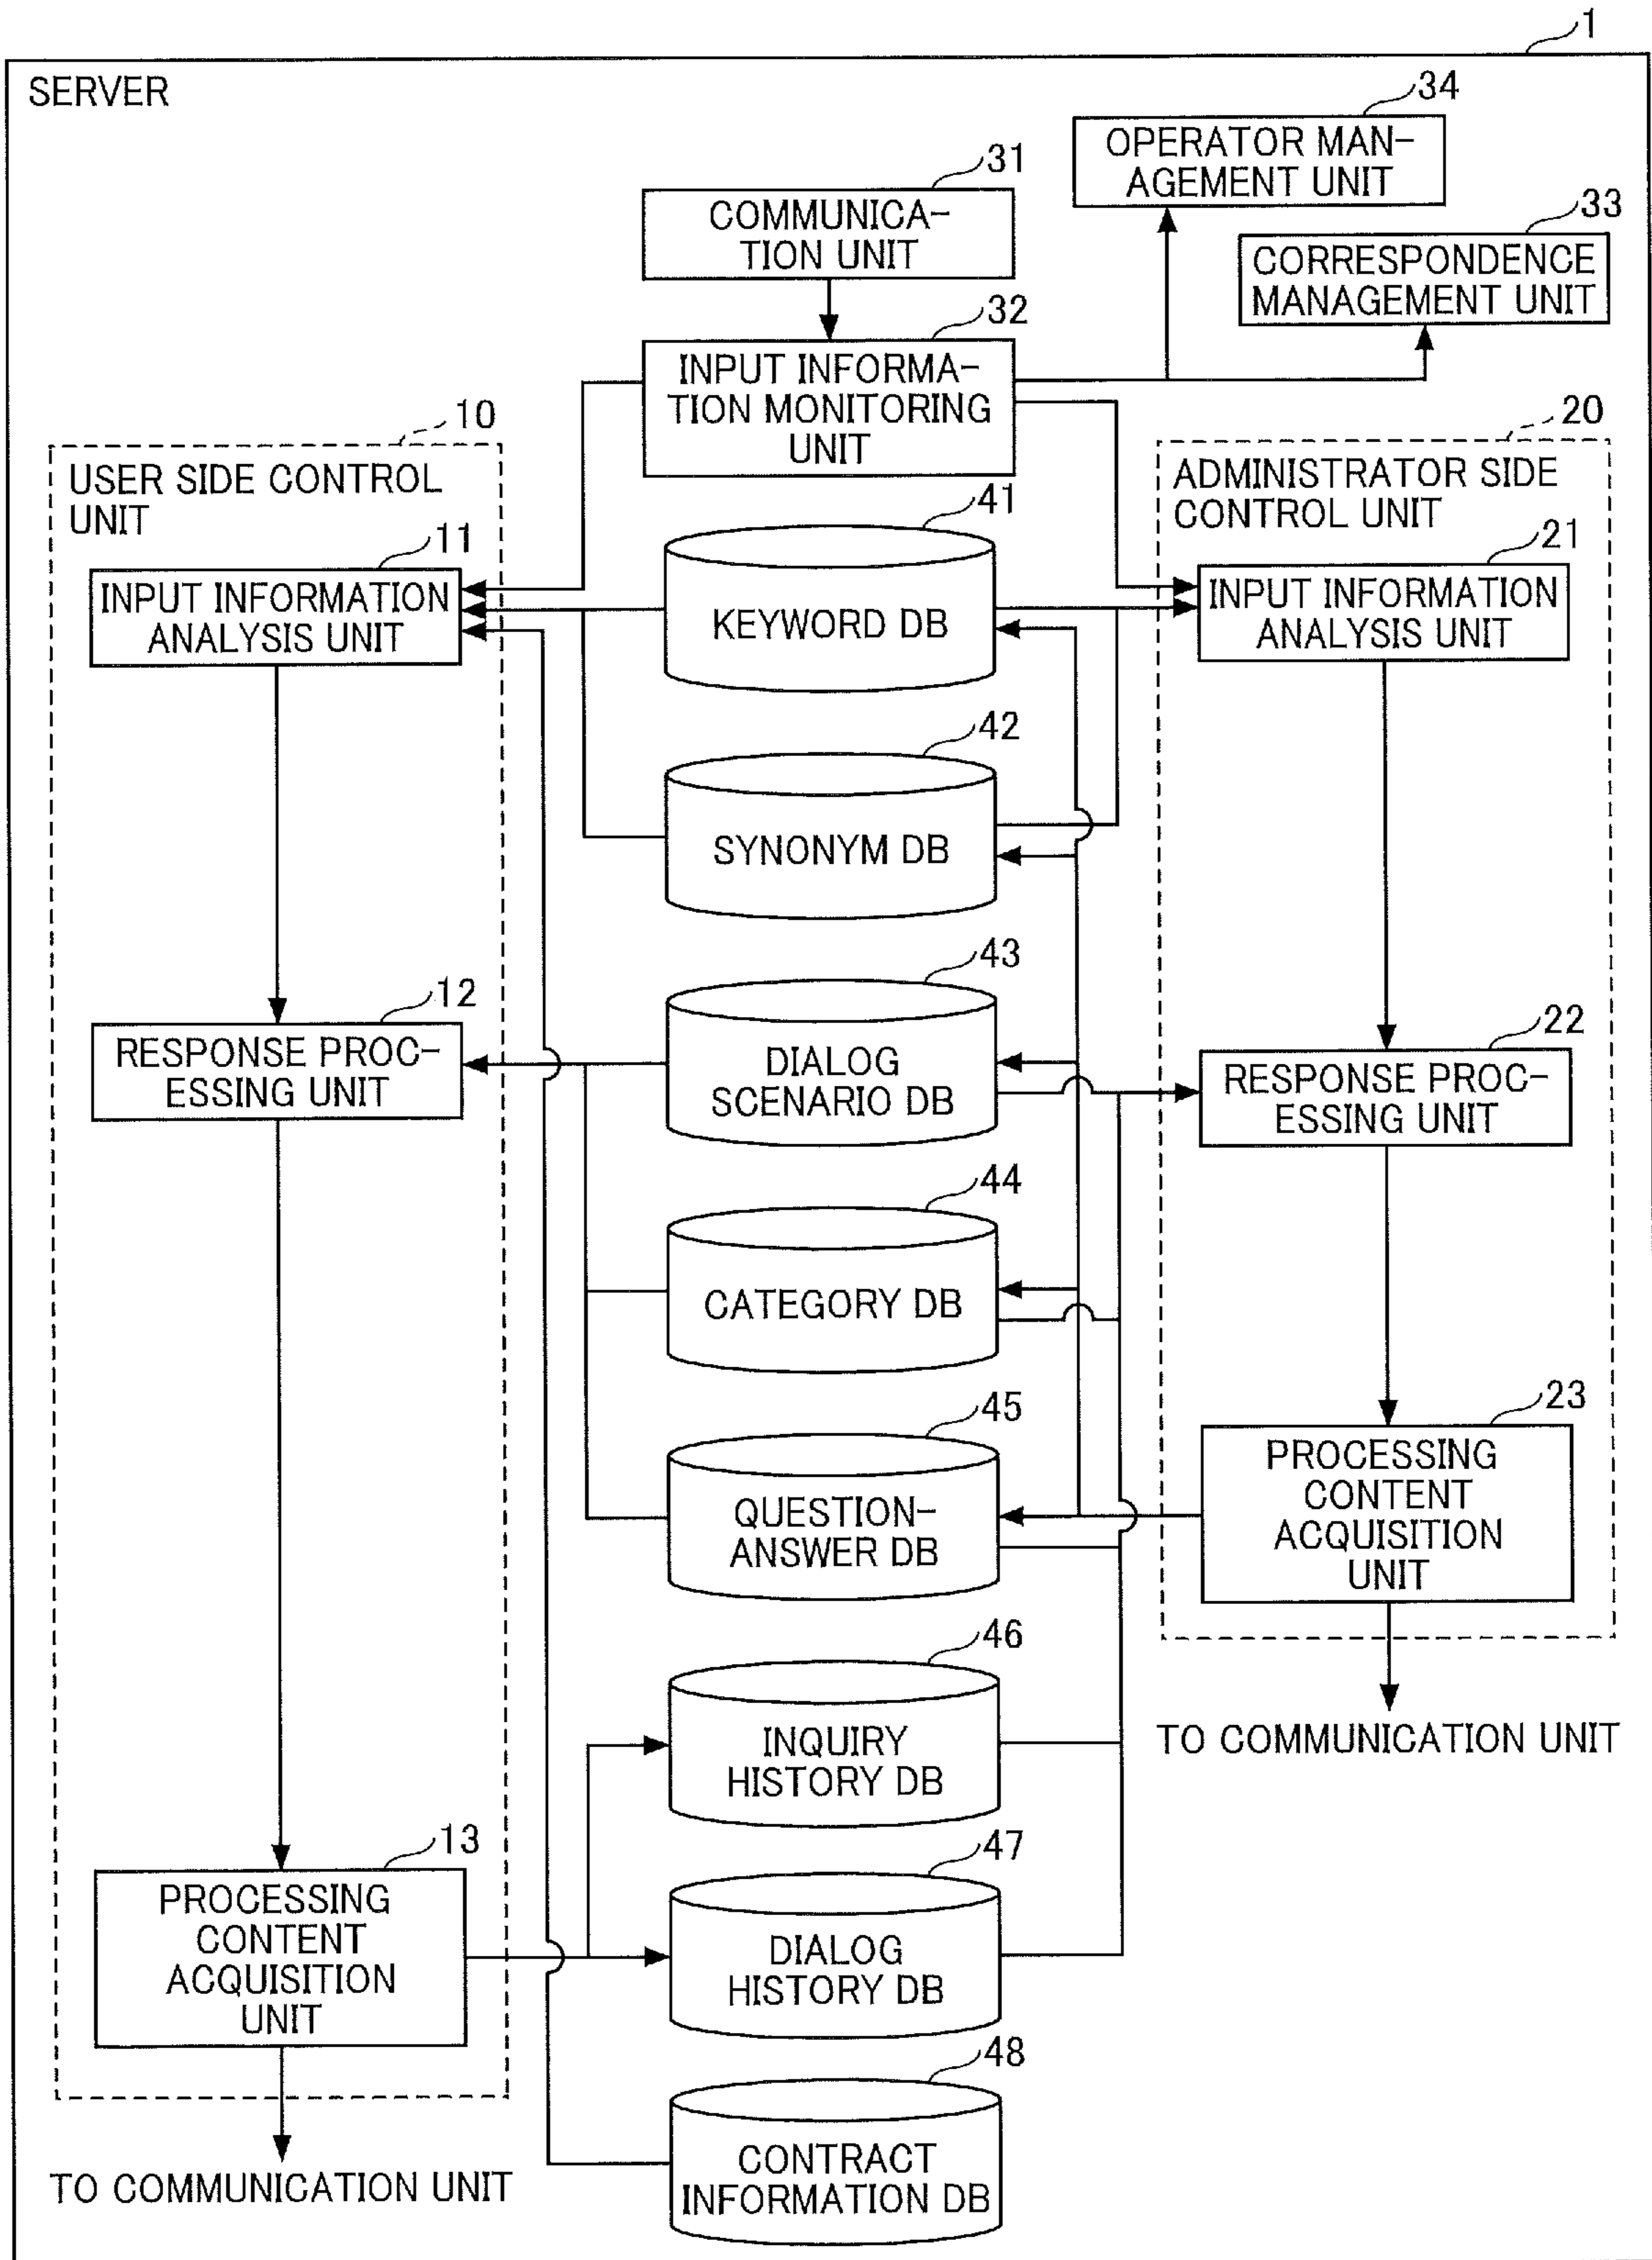 1
SERVER
34
OPERATOR MAN-
AGEMENT UNIT
31
COMMUNICA-
TION UNIT
33
CORRESPONDENCE
MANAGEMENT UNIT
32
INPUT INFORMA-
TION MONITORING
UNIT
10
USER SIDE CONTROL
UNIT
20
ADMINISTRATOR SIDE
CONTROL UNIT
11
INPUT INFORMATION
ANALYSIS UNIT
41
KEYWORD DB
21
INPUT INFORMATION
ANALYSIS UNIT
42
SYNONYM DB
12
RESPONSE PROC-
ESSING UNIT
43
DIALOG
SCENARIO DB
22
RESPONSE PROC-
ESSING UNIT
44
CATEGORY DB
45
QUESTION-
ANSWER DB
23
PROCESSING
CONTENT
ACQUISITION
UNIT
46
INQUIRY
HISTORY DB
TO COMMUNICATION UNIT
13
PROCESSING
CONTENT
ACQUISITION
UNIT
47
DIALOG
HISTORY DB
48
CONTRACT
INFORMATION DB
TO COMMUNICATION UNIT